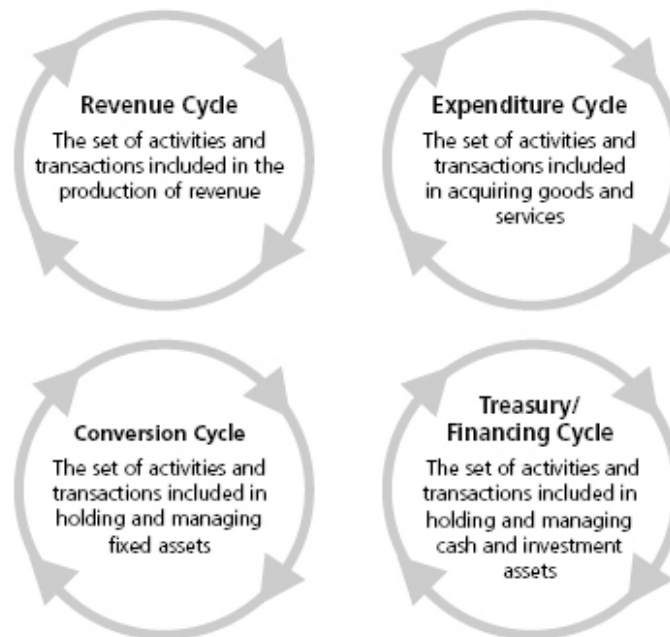 Revenue Cycle
The set of activities and
transactions included in the
production of revenue
Expenditure Cycle
The set of activities and
transactions included
in acquiring goods and
services
Conversion Cycle
The set of activities and
transactions included in
holding and managing
fixed assets
Treasury/
Financing Cycle
The set of activities and
transactions included in
holding and managing
cash and investment
assets